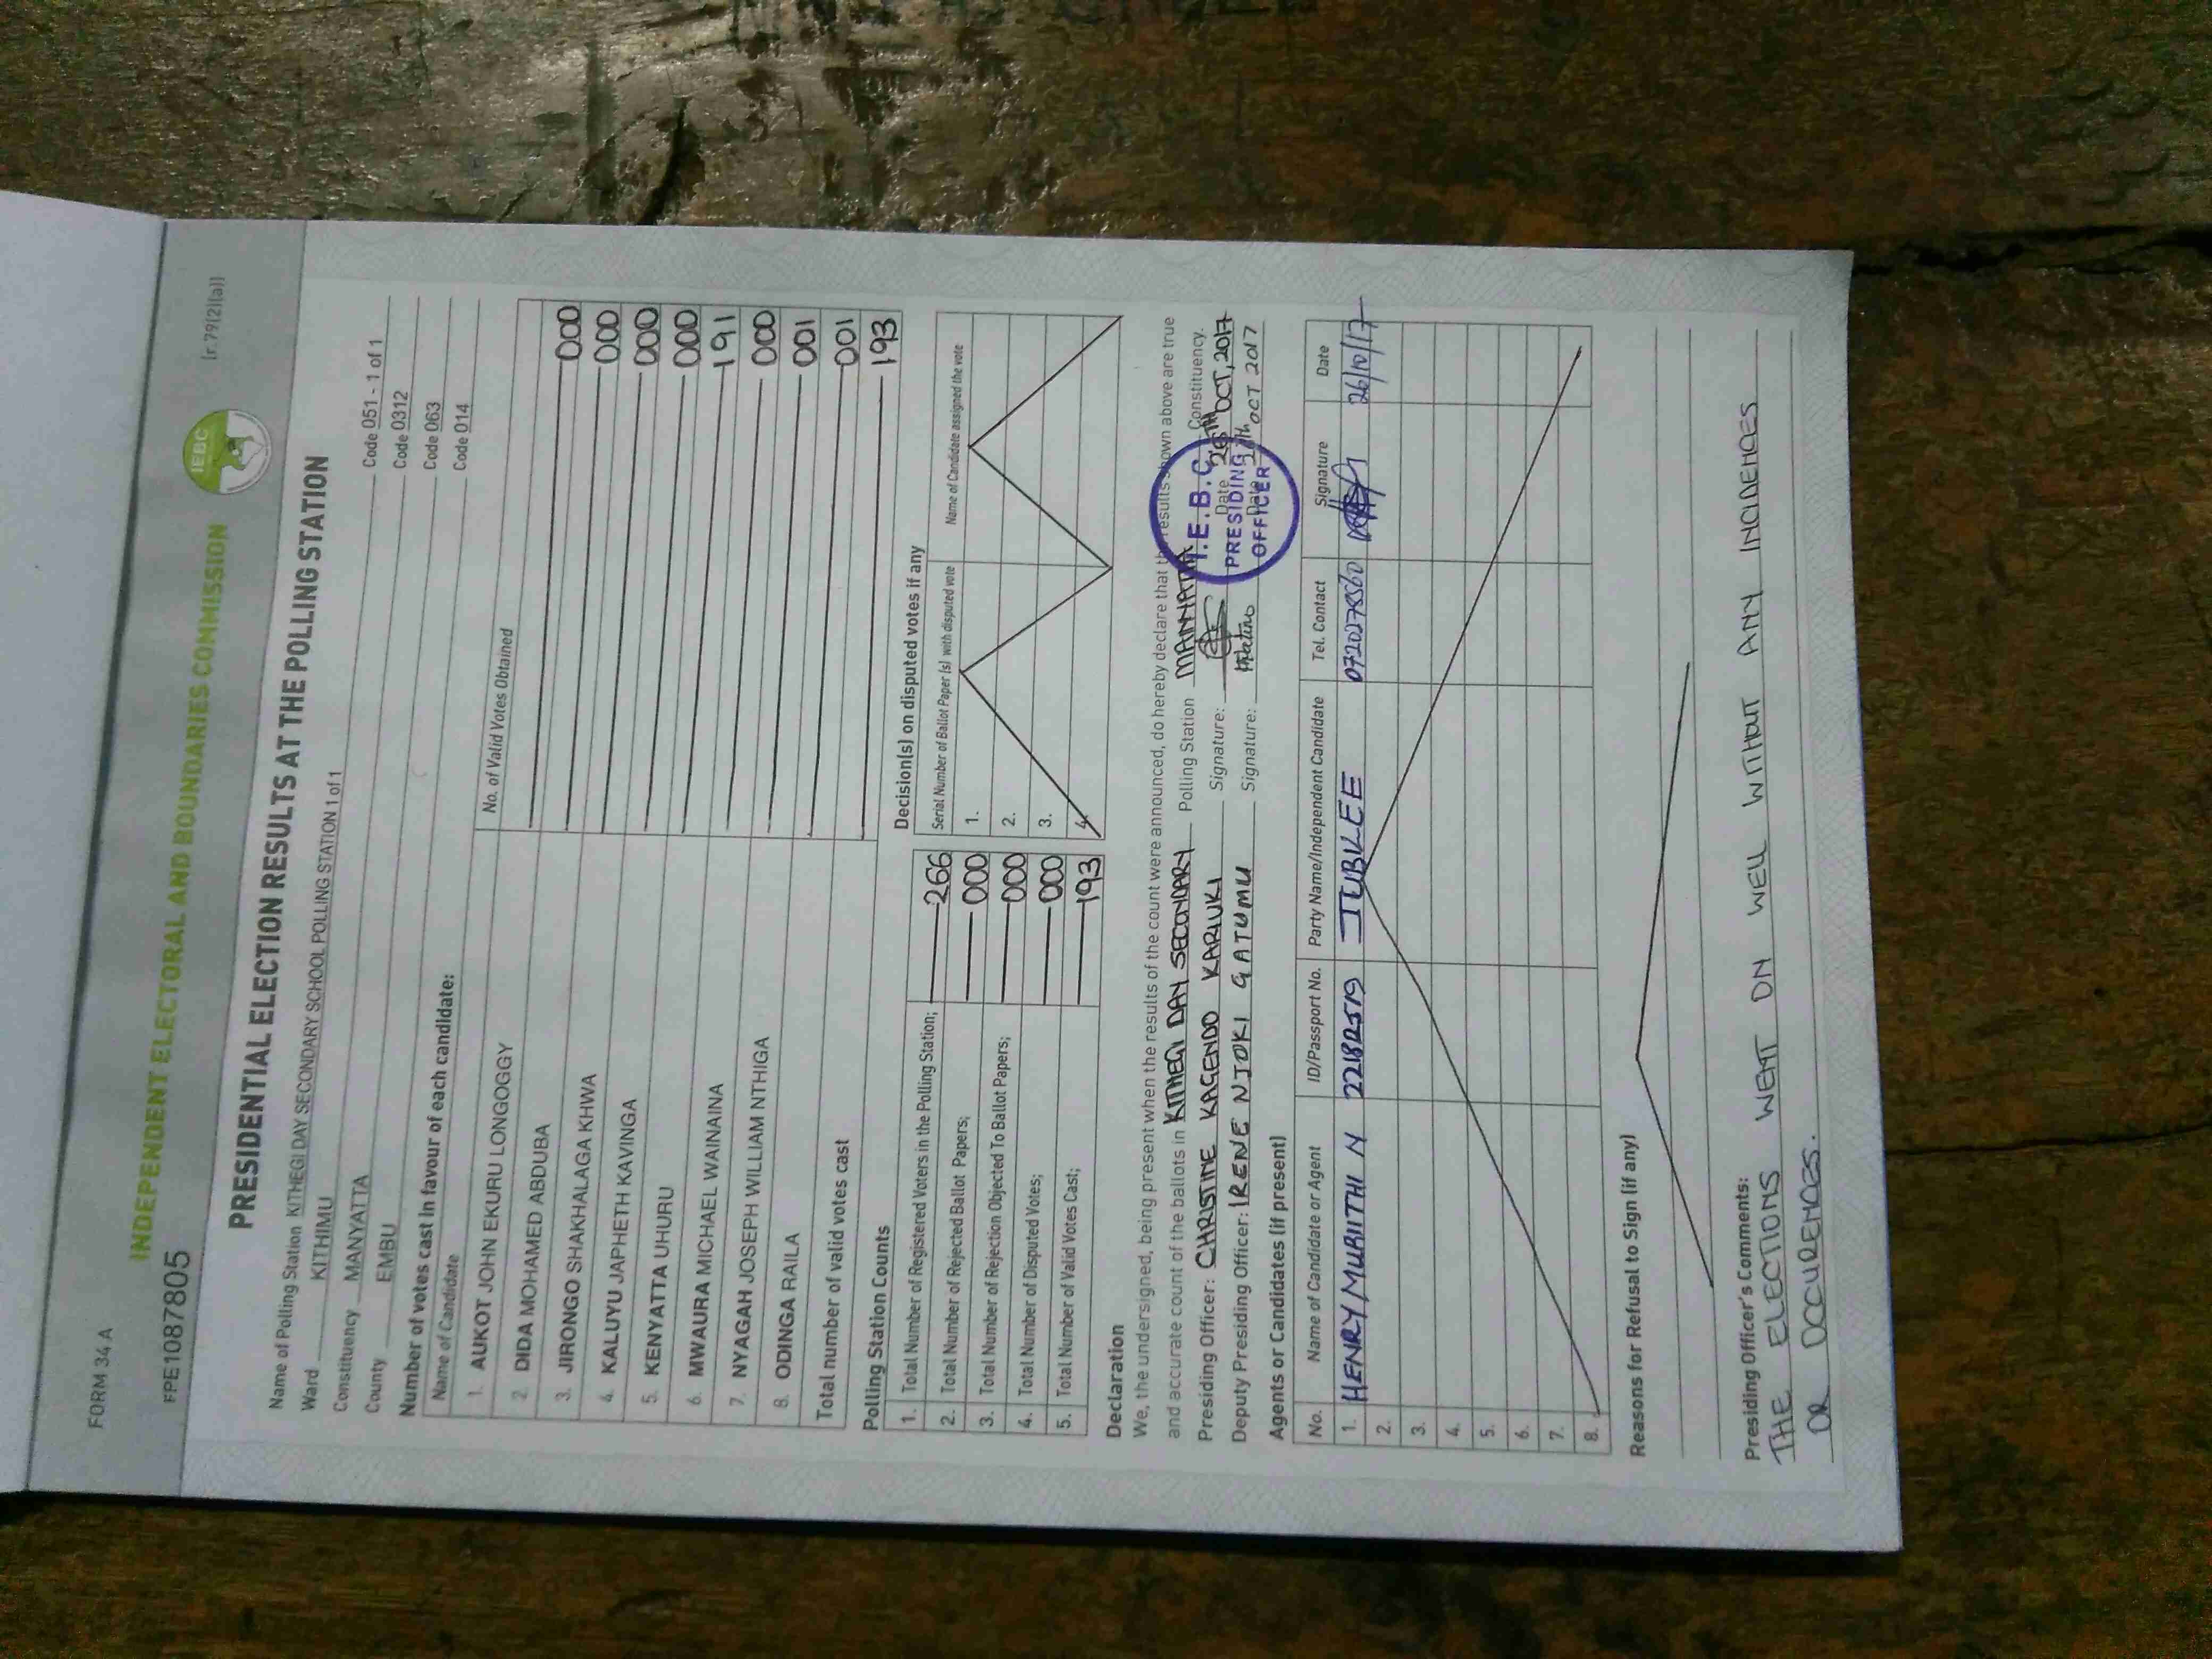 FORM 34 A
INDEPENDENT ELECTORAL AND BOUNDARIES COMMISSION
IEBC
[r.79(2)(a)]
FPE1087805
PRESIDENTIAL ELECTION RESULTS AT THE POLLING STATION
Name of Polling Station KITHEGI DAY SECONDARY SCHOOL POLLING STATION 1 of 1 Code 051 - 1 of 1
Ward KITHIMU Code 0312
Constituency MANYATTA Code 063
County EMBU Code 014
Number of votes cast in favour of each candidate:
Name of Candidate No. of Valid Votes Obtained
1. AUKOT JOHN EKURU LONGOGGY 000
2. DIDA MOHAMED ABDUBA 000
3. JIRONGO SHAKHALAGA KHWA 000
4. KALUYU JAPHETH KAVINGA 000
5. KENYATTA UHURU 191
6. MWAURA MICHAEL WAINAINA 000
7. NYAGAH JOSEPH WILLIAM NTHIGA 001
8. ODINGA RAILA 001
Total number of valid votes cast 193
Polling Station Counts
1. Total Number of Registered Voters in the Polling Station; 266
2. Total Number of Rejected Ballot Papers; 000
3. Total Number of Rejection Objected To Ballot Papers; 000
4. Total Number of Disputed Votes; 000
5. Total Number of Valid Votes Cast; 193
Decision(s) on disputed votes if any
Serial Number of Ballot Paper (s) with disputed vote Name of Candidate assigned the vote
1.
2.
3.
4.
Declaration
We, the undersigned, being present when the results of the count were announced, do hereby declare that the results shown above are true
and accurate count of the ballots in KITHEGI DAY SECONDARY Polling Station MANYATTA Constituency.
Presiding Officer: CHRISTINE KAGENDO KARIUKI Signature: Date 26TH OCT, 2017
Deputy Presiding Officer: IRENE NJOKI GATUMU Signature: Date 26th OCT 2017
I.E.B.C.
PRESIDING
OFFICER
Agents or Candidates (if present)
No. Name of Candidate or Agent ID/Passport No. Party Name/Independent Candidate Tel. Contact Signature Date
1. HENRY MURIITHI N 22182519 JUBILEE 0720278560 26/10/17
2.
3.
4.
5.
6.
7.
8.
Reasons for Refusal to Sign (if any)
Presiding Officer's Comments:
THE ELECTIONS WENT ON WELL WITHOUT ANY INCIDENCES
OR OCCURENCES.